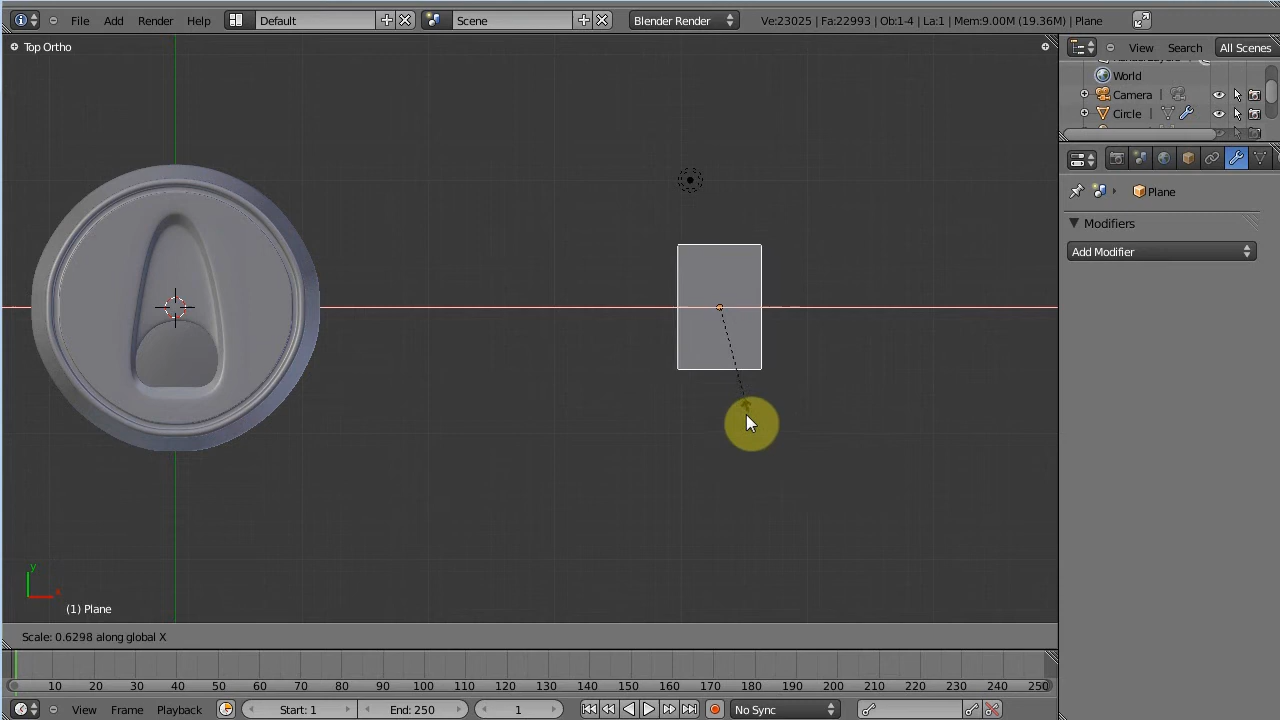 File Add Render Help Default Scene Blender Render Ve:23025 | Fa:22993 | Ob:1-4 | La:1 | Mem:9.00M (19.36M) | Plane
Top Ortho
View Search All Scenes
World
Camera
Circle
Plane
Modifiers
Add Modifier
y
x
(1) Plane
Scale: 0.6298 along global X
10 20 30 40 50 60 70 80 90 100 110 120 130 140 150 160 170 180 190 200 210 220 230 240 250
View Frame Playback Start: 1 End: 250 1 No Sync